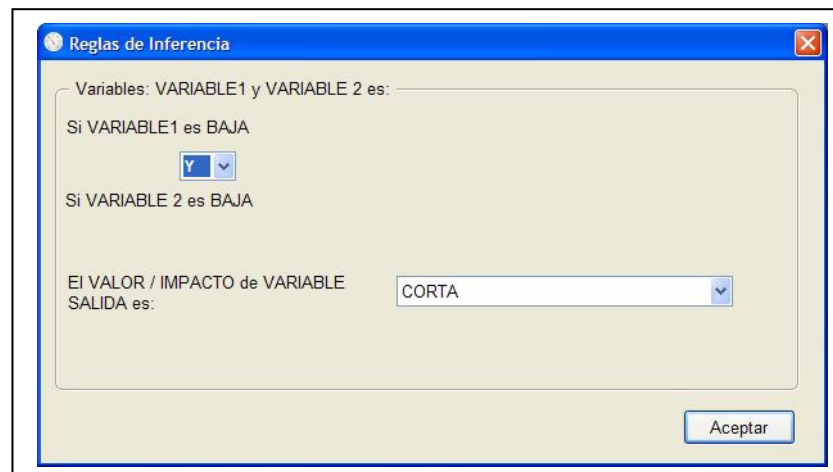 Reglas de Inferencia
Variables: VARIABLE1 y VARIABLE 2 es:
Si VARIABLE1 es BAJA
Y
Si VARIABLE 2 es BAJA
El VALOR / IMPACTO de VARIABLE
SALIDA es:
CORTA
Aceptar